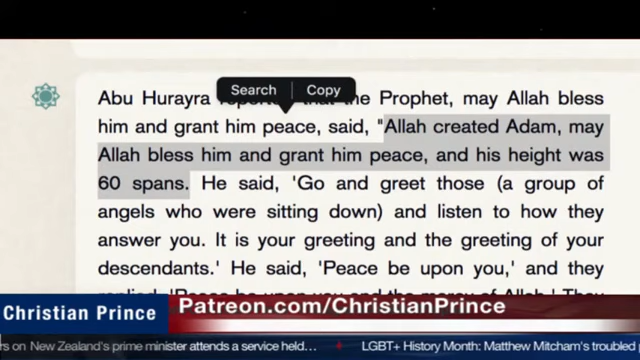 Search
Copy
Abu Hurayra the Prophet, may Allah bless
him and grant him peace, said, "Allah created Adam, may
Allah bless him and grant him peace, and his height was
60 spans. He said, 'Go and greet those (a group of
angels who were sitting down) and listen to how they
answer you. It is your greeting and the greeting of your
descendants.' He said, 'Peace be upon you,' and they
Christian Prince
Patreon.com/ChristianPrince
rs on New Zealand's prime minister attends a service held...
LGBT+ History Month: Matthew Mitcham's troubled